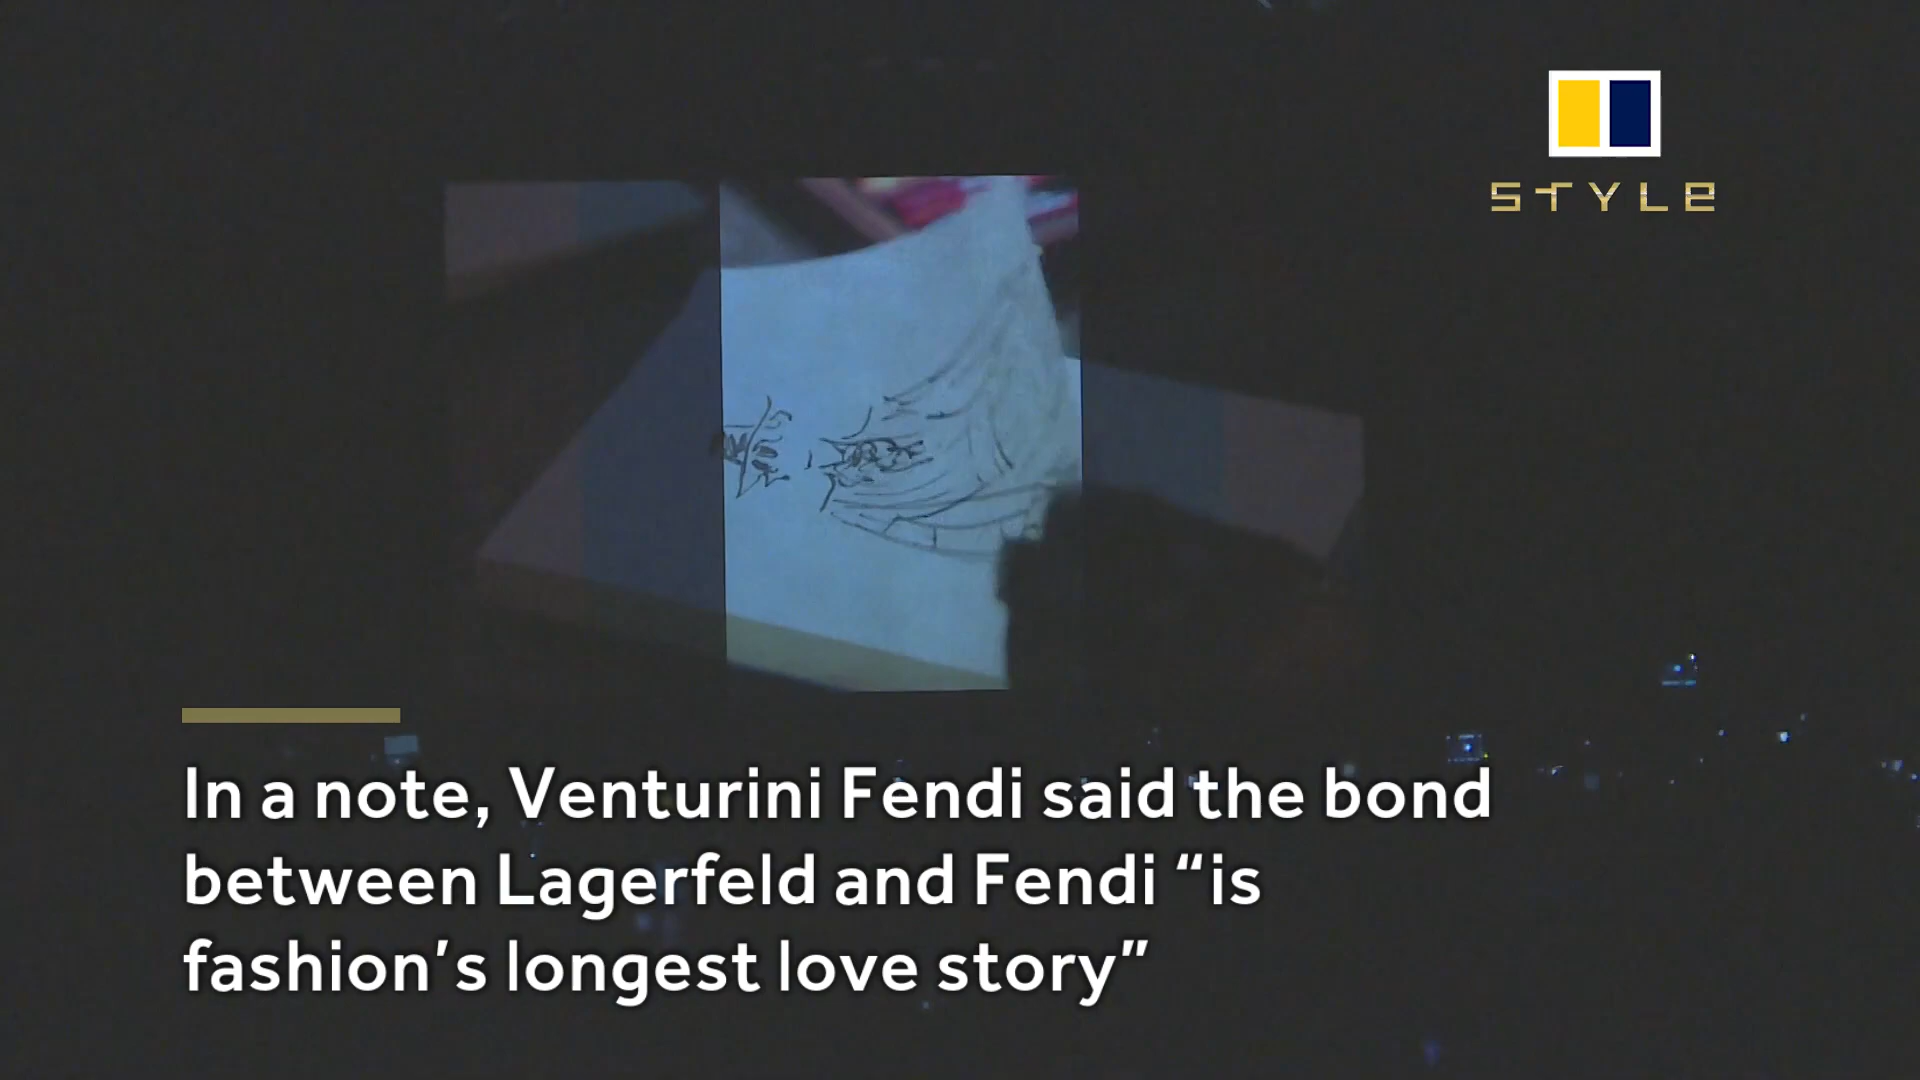 STYLE
In a note, Venturini Fendi said the bond
between Lagerfeld and Fendi “is
fashion’s longest love story”